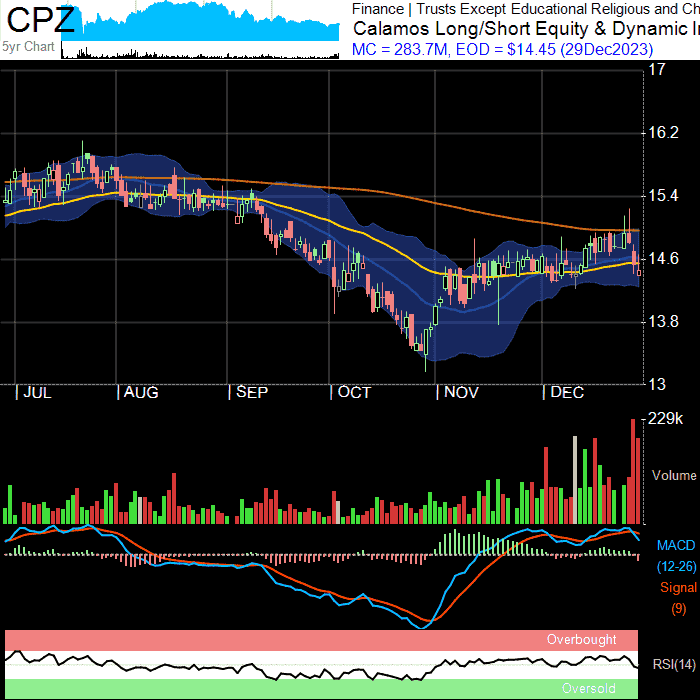 CPZ
5yr Chart
Finance | Trusts Except Educational Religious and Ch
Calamos Long/Short Equity & Dynamic I
MC = 283.7M, EOD = $14.45 (29Dec2023)
17
16.2
15.4
14.6
13.8
13
| JUL | AUG | SEP | OCT | NOV | DEC
229k
Volume
MACD
(12-26)
Signal
(9)
Overbought
RSI(14)
Oversold